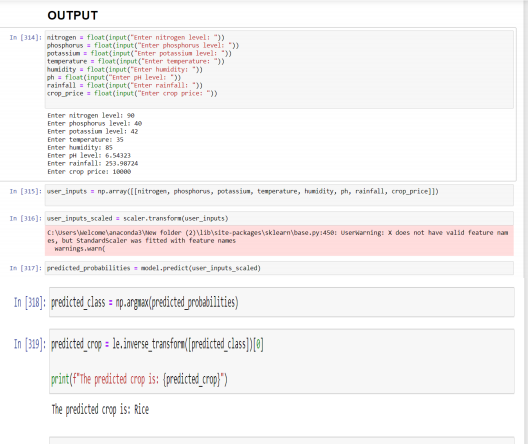 OUTPUT
In [314]: nitrogen = float(input("Enter nitrogen level: "))
phosphorus = float(input("Enter phosphorus level: "))
potassium = float(input("Enter potassium level: "))
temperature = float(input("Enter temperature: "))
humidity = float(input("Enter humidity: "))
ph = float(input("Enter pH level: "))
rainfall = float(input("Enter rainfall: "))
crop_price = float(input("Enter crop price: "))
Enter nitrogen level: 90
Enter phosphorus level: 40
Enter potassium level: 42
Enter temperature: 35
Enter humidity: 85
Enter pH level: 6.54323
Enter rainfall: 253.98724
Enter crop price: 10000
In [315]: user_inputs = np.array([[nitrogen, phosphorus, potassium, temperature, humidity, ph, rainfall, crop_price]])
In [316]: user_inputs_scaled = scaler.transform(user_inputs)
C:\Users\Welcome\anaconda3\New folder (2)\lib\site-packages\sklearn\base.py:450: UserWarning: X does not have valid feature nam
es, but StandardScaler was fitted with feature names
warnings.warn(
In [317]: predicted_probabilities = model.predict(user_inputs_scaled)
In [318]: predicted_class = np.argmax(predicted_probabilities)
In [319]: predicted_crop = le.inverse_transform([predicted_class])[0]
print(f"The predicted crop is: {predicted_crop}")
The predicted crop is: Rice